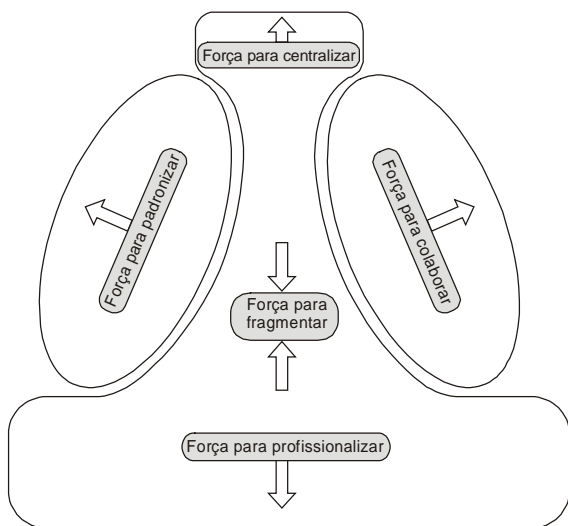 Força para centralizar
Força para padronizar
Força para colaborar
Força para
fragmentar
Força para profissionalizar